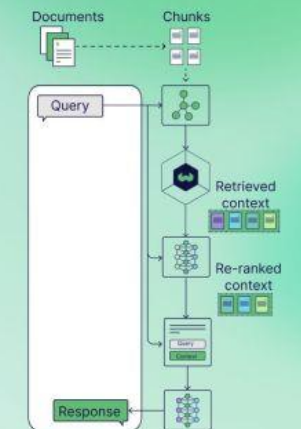 Documents
Chunks
Query
Retrieved
context
Re-ranked
context
Query
Context
Response